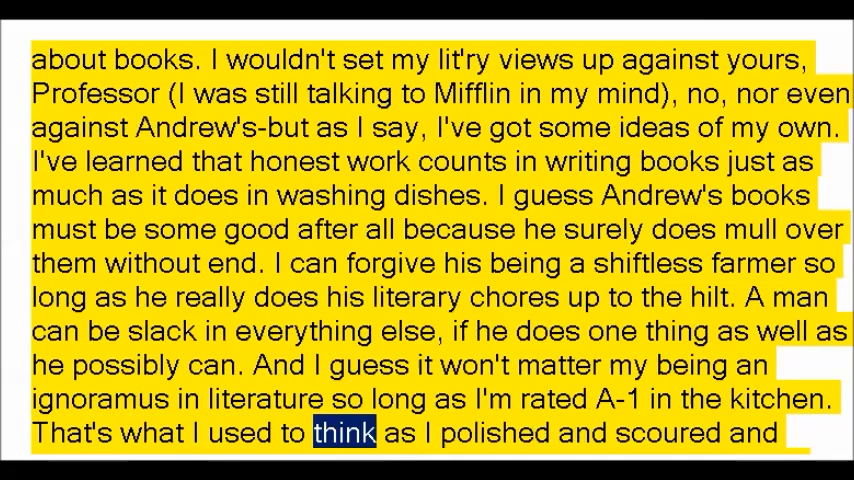 about books. I wouldn't set my lit'ry views up against yours,
Professor (I was still talking to Mifflin in my mind), no, nor even
against Andrew's-but as I say, I've got some ideas of my own.
I've learned that honest work counts in writing books just as
much as it does in washing dishes. I guess Andrew's books
must be some good after all because he surely does mull over
them without end. I can forgive his being a shiftless farmer so
long as he really does his literary chores up to the hilt. A man
can be slack in everything else, if he does one thing as well as
he possibly can. And I guess it won't matter my being an
ignoramus in literature so long as I'm rated A-1 in the kitchen.
That's what I used to think as I polished and scoured and